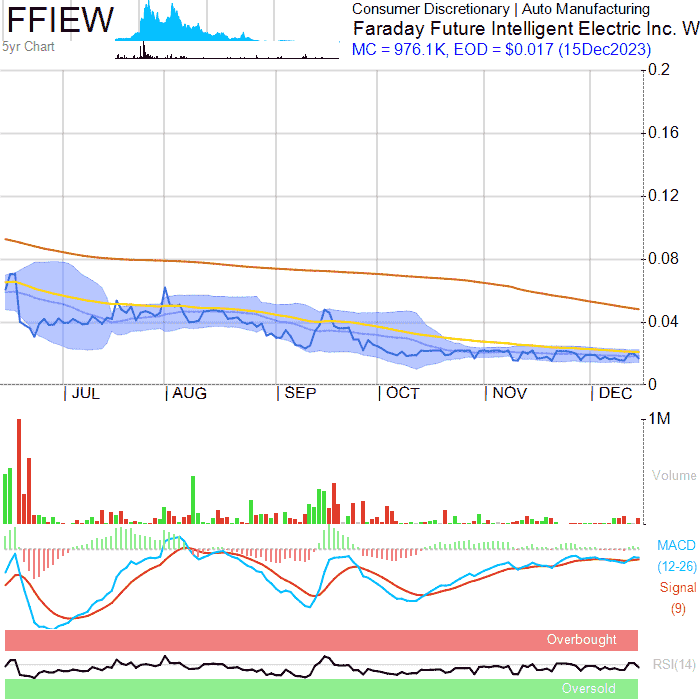 FFIEW
5yr Chart
Consumer Discretionary | Auto Manufacturing
Faraday Future Intelligent Electric Inc. W
MC = 976.1K, EOD = $0.017 (15Dec2023)
0.2
0.16
0.12
0.08
0.04
0
JUL AUG SEP OCT NOV DEC
1M
Volume
MACD
(12-26)
Signal
(9)
Overbought
RSI(14)
Oversold